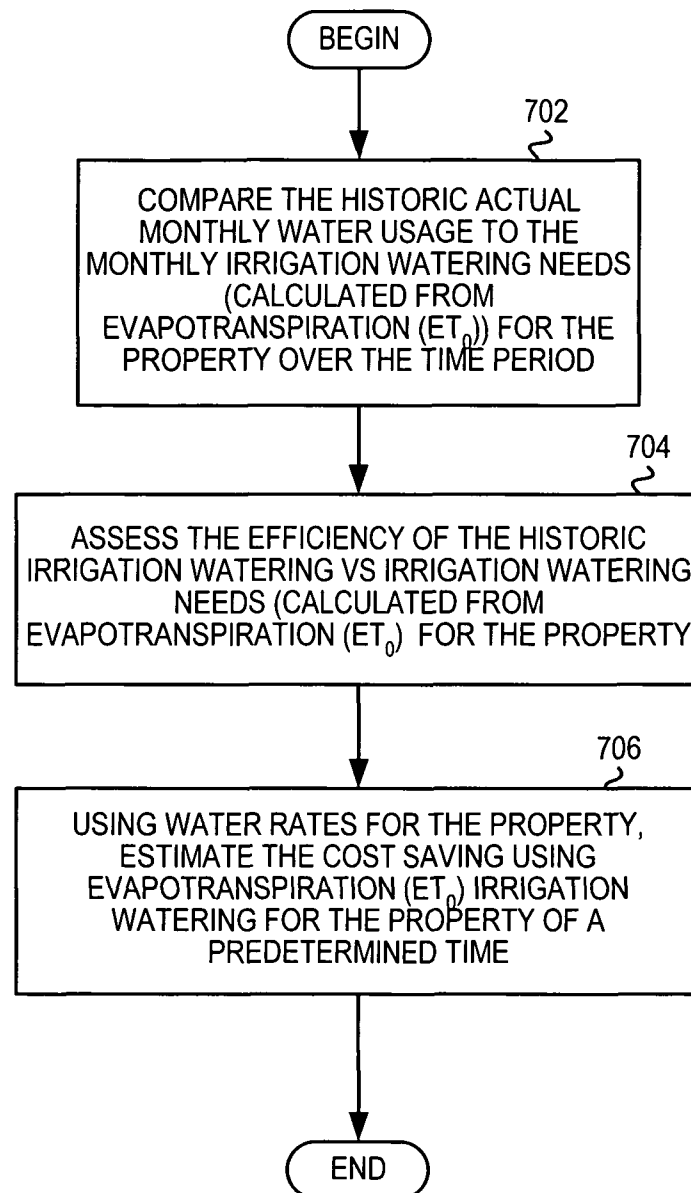 BEGIN
702
COMPARE THE HISTORIC ACTUAL
MONTHLY WATER USAGE TO THE
MONTHLY IRRIGATION WATERING NEEDS
(CALCULATED FROM
EVAPOTRANSPIRATION (ET₀)) FOR THE
PROPERTY OVER THE TIME PERIOD
704
ASSESS THE EFFICIENCY OF THE HISTORIC
IRRIGATION WATERING VS IRRIGATION WATERING
NEEDS (CALCULATED FROM
EVAPOTRANSPIRATION (ET₀) FOR THE PROPERTY
706
USING WATER RATES FOR THE PROPERTY,
ESTIMATE THE COST SAVING USING
EVAPOTRANSPIRATION (ET₀) IRRIGATION
WATERING FOR THE PROPERTY OF A
PREDETERMINED TIME
END